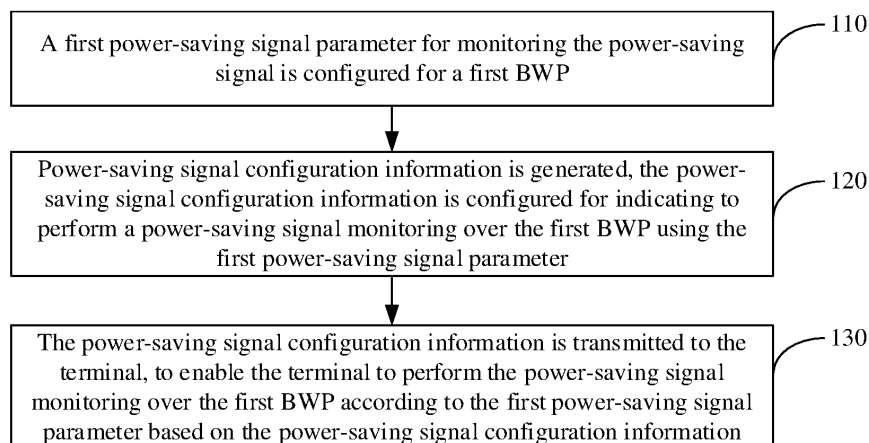 A first power-saving signal parameter for monitoring the power-saving
signal is configured for a first BWP
110
Power-saving signal configuration information is generated, the power-
saving signal configuration information is configured for indicating to
perform a power-saving signal monitoring over the first BWP using the
first power-saving signal parameter
120
The power-saving signal configuration information is transmitted to the
terminal, to enable the terminal to perform the power-saving signal
monitoring over the first BWP according to the first power-saving signal
parameter based on the power-saving signal configuration information
130